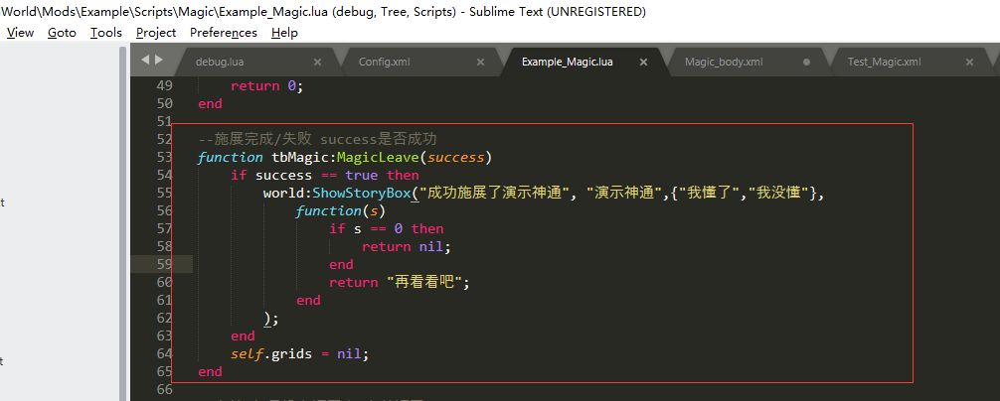 World\Mods\Example\Scripts\Magic\Example_Magic.lua (debug, Tree, Scripts) - Sublime Text (UNREGISTERED)
View Goto Tools Project Preferences Help
debug.lua Config.xml Example_Magic.lua Magic_body.xml Test_Magic.xml
49 return 0;
50 end
51
52 --施展完成/失败 success是否成功
53 function tbMagic:MagicLeave(success)
54 if success == true then
55 world:ShowStoryBox("成功施展了演示神通", "演示神通",{"我懂了","我没懂"},
56 function(s)
57 if s == 0 then
58 return nil;
59 end
60 return "再看看吧";
61 end
62 );
63 end
64 self.grids = nil;
65 end
66